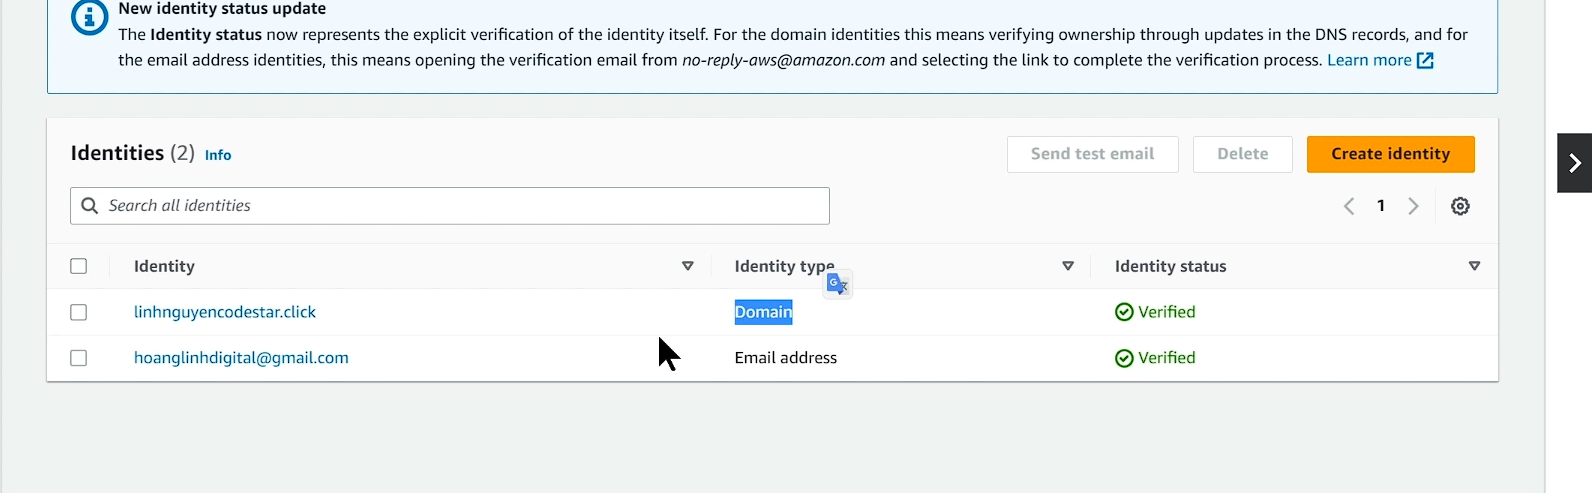 New identity status update
The Identity status now represents the explicit verification of the identity itself. For the domain identities this means verifying ownership through updates in the DNS records, and for
the email address identities, this means opening the verification email from no-reply-aws@amazon.com and selecting the link to complete the verification process. Learn more
Identities (2) Info
Send test email Delete Create identity
Search all identities
1
Identity Identity type Identity status
linhnguyencodestar.click Domain Verified
hoanglinhdigital@gmail.com Email address Verified